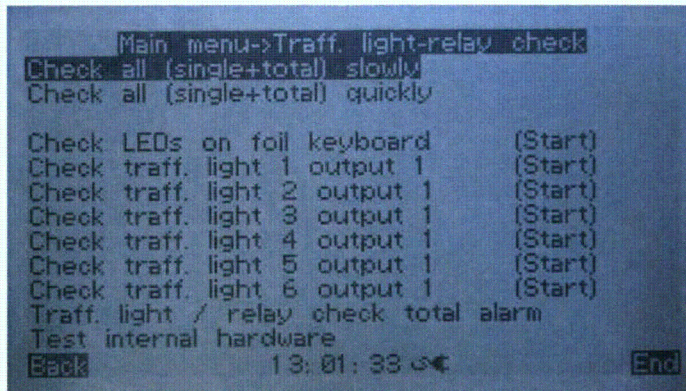 Main menu->Traff. light-relay check
Check all (single+total) slowly
Check all (single+total) quickly
Check LEDs on foil keyboard (Start)
Check traff. light 1 output 1 (Start)
Check traff. light 2 output 1 (Start)
Check traff. light 3 output 1 (Start)
Check traff. light 4 output 1 (Start)
Check traff. light 5 output 1 (Start)
Check traff. light 6 output 1 (Start)
Traff. light / relay check total alarm
Test internal hardware
Back 13:01:33 End